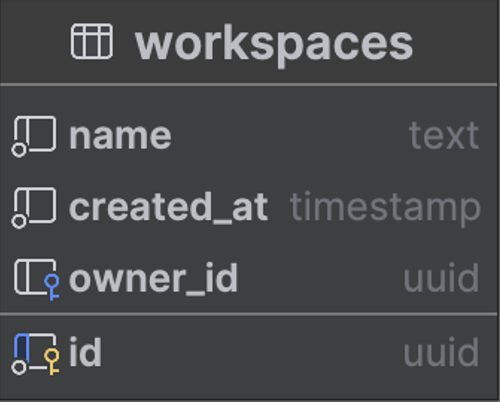 workspaces
name text
created_at timestamp
owner_id uuid
id uuid